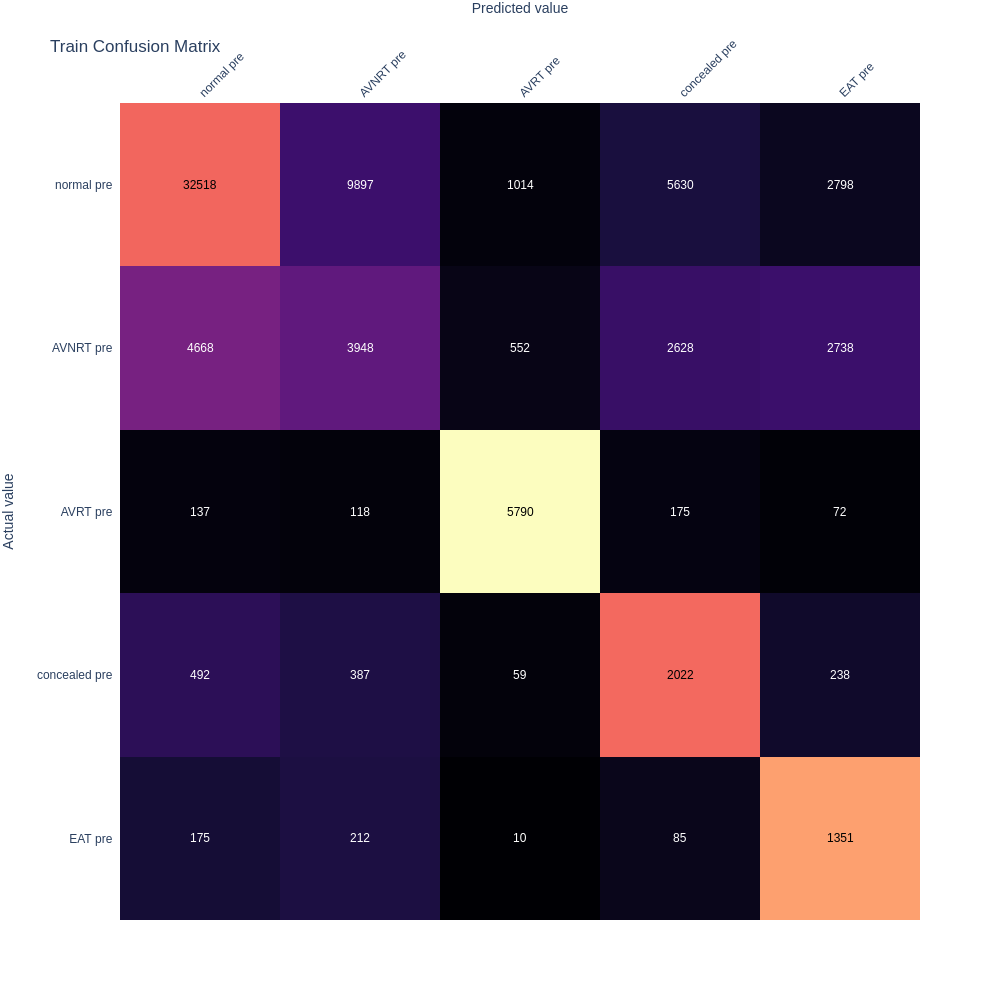 Predicted value
Train Confusion Matrix
normal pre
AVNRT pre
AVRT pre
concealed pre
EAT pre
Actual value
normal pre
32518
9897
1014
5630
2798
AVNRT pre
4668
3948
552
2628
2738
AVRT pre
137
118
5790
175
72
concealed pre
492
387
59
2022
238
EAT pre
175
212
10
85
1351